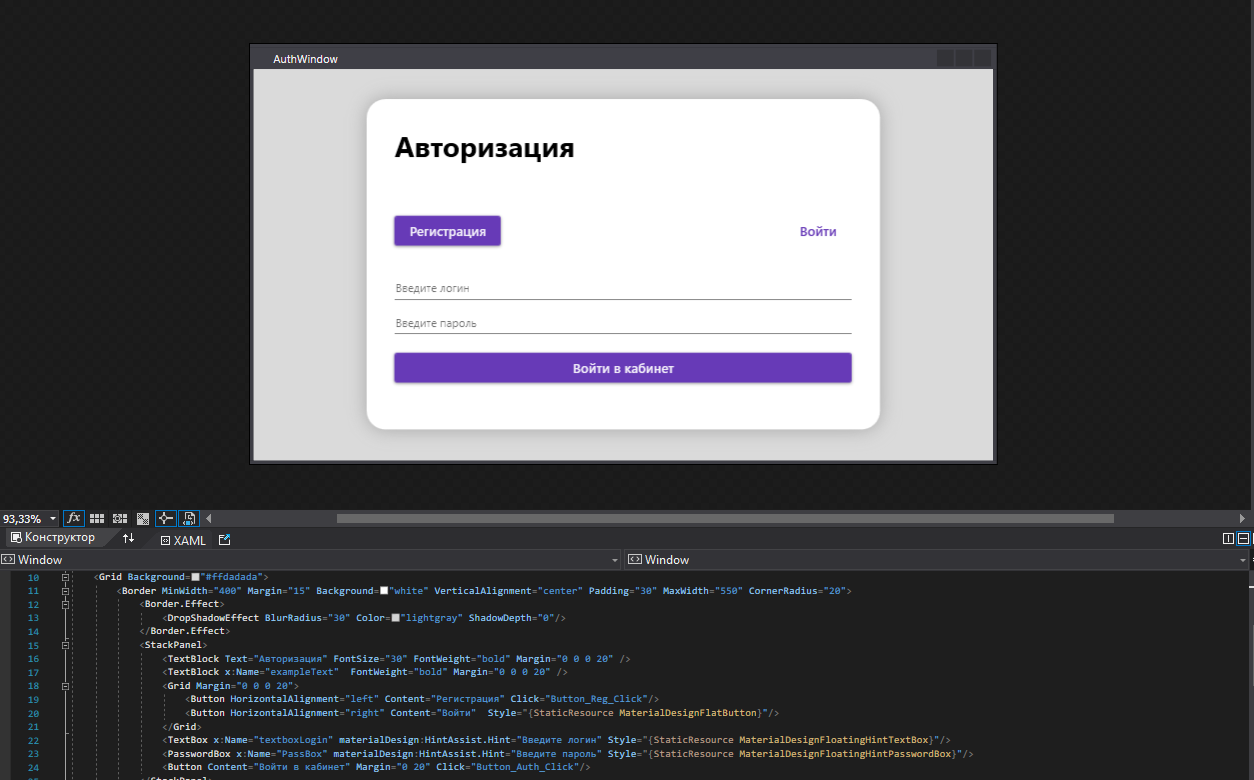 AuthWindow
Авторизация
Регистрация
Войти
Введите логин
Введите пароль
Войти в кабинет
93,33%
fx
Конструктор
XAML
Window
Window
10 <Grid Background="#ffdadada">
11 <Border MinWidth="400" Margin="15" Background="white" VerticalAlignment="center" Padding="30" MaxWidth="550" CornerRadius="20">
12 <Border.Effect>
13 <DropShadowEffect BlurRadius="30" Color="lightgray" ShadowDepth="0"/>
14 </Border.Effect>
15 <StackPanel>
16 <TextBlock Text="Авторизация" FontSize="30" FontWeight="bold" Margin="0 0 0 20" />
17 <TextBlock x:Name="exampleText"  FontWeight="bold" Margin="0 0 0 20" />
18 <Grid Margin="0 0 0 20">
19 <Button HorizontalAlignment="left" Content="Регистрация" Click="Button_Reg_Click"/>
20 <Button HorizontalAlignment="right" Content="Войти"  Style="{StaticResource MaterialDesignFlatButton}"/>
21 </Grid>
22 <TextBox x:Name="textboxLogin" materialDesign:HintAssist.Hint="Введите логин" Style="{StaticResource MaterialDesignFloatingHintTextBox}"/>
23 <PasswordBox x:Name="PassBox" materialDesign:HintAssist.Hint="Введите пароль" Style="{StaticResource MaterialDesignFloatingHintPasswordBox}"/>
24 <Button Content="Войти в кабинет" Margin="0 20" Click="Button_Auth_Click"/>